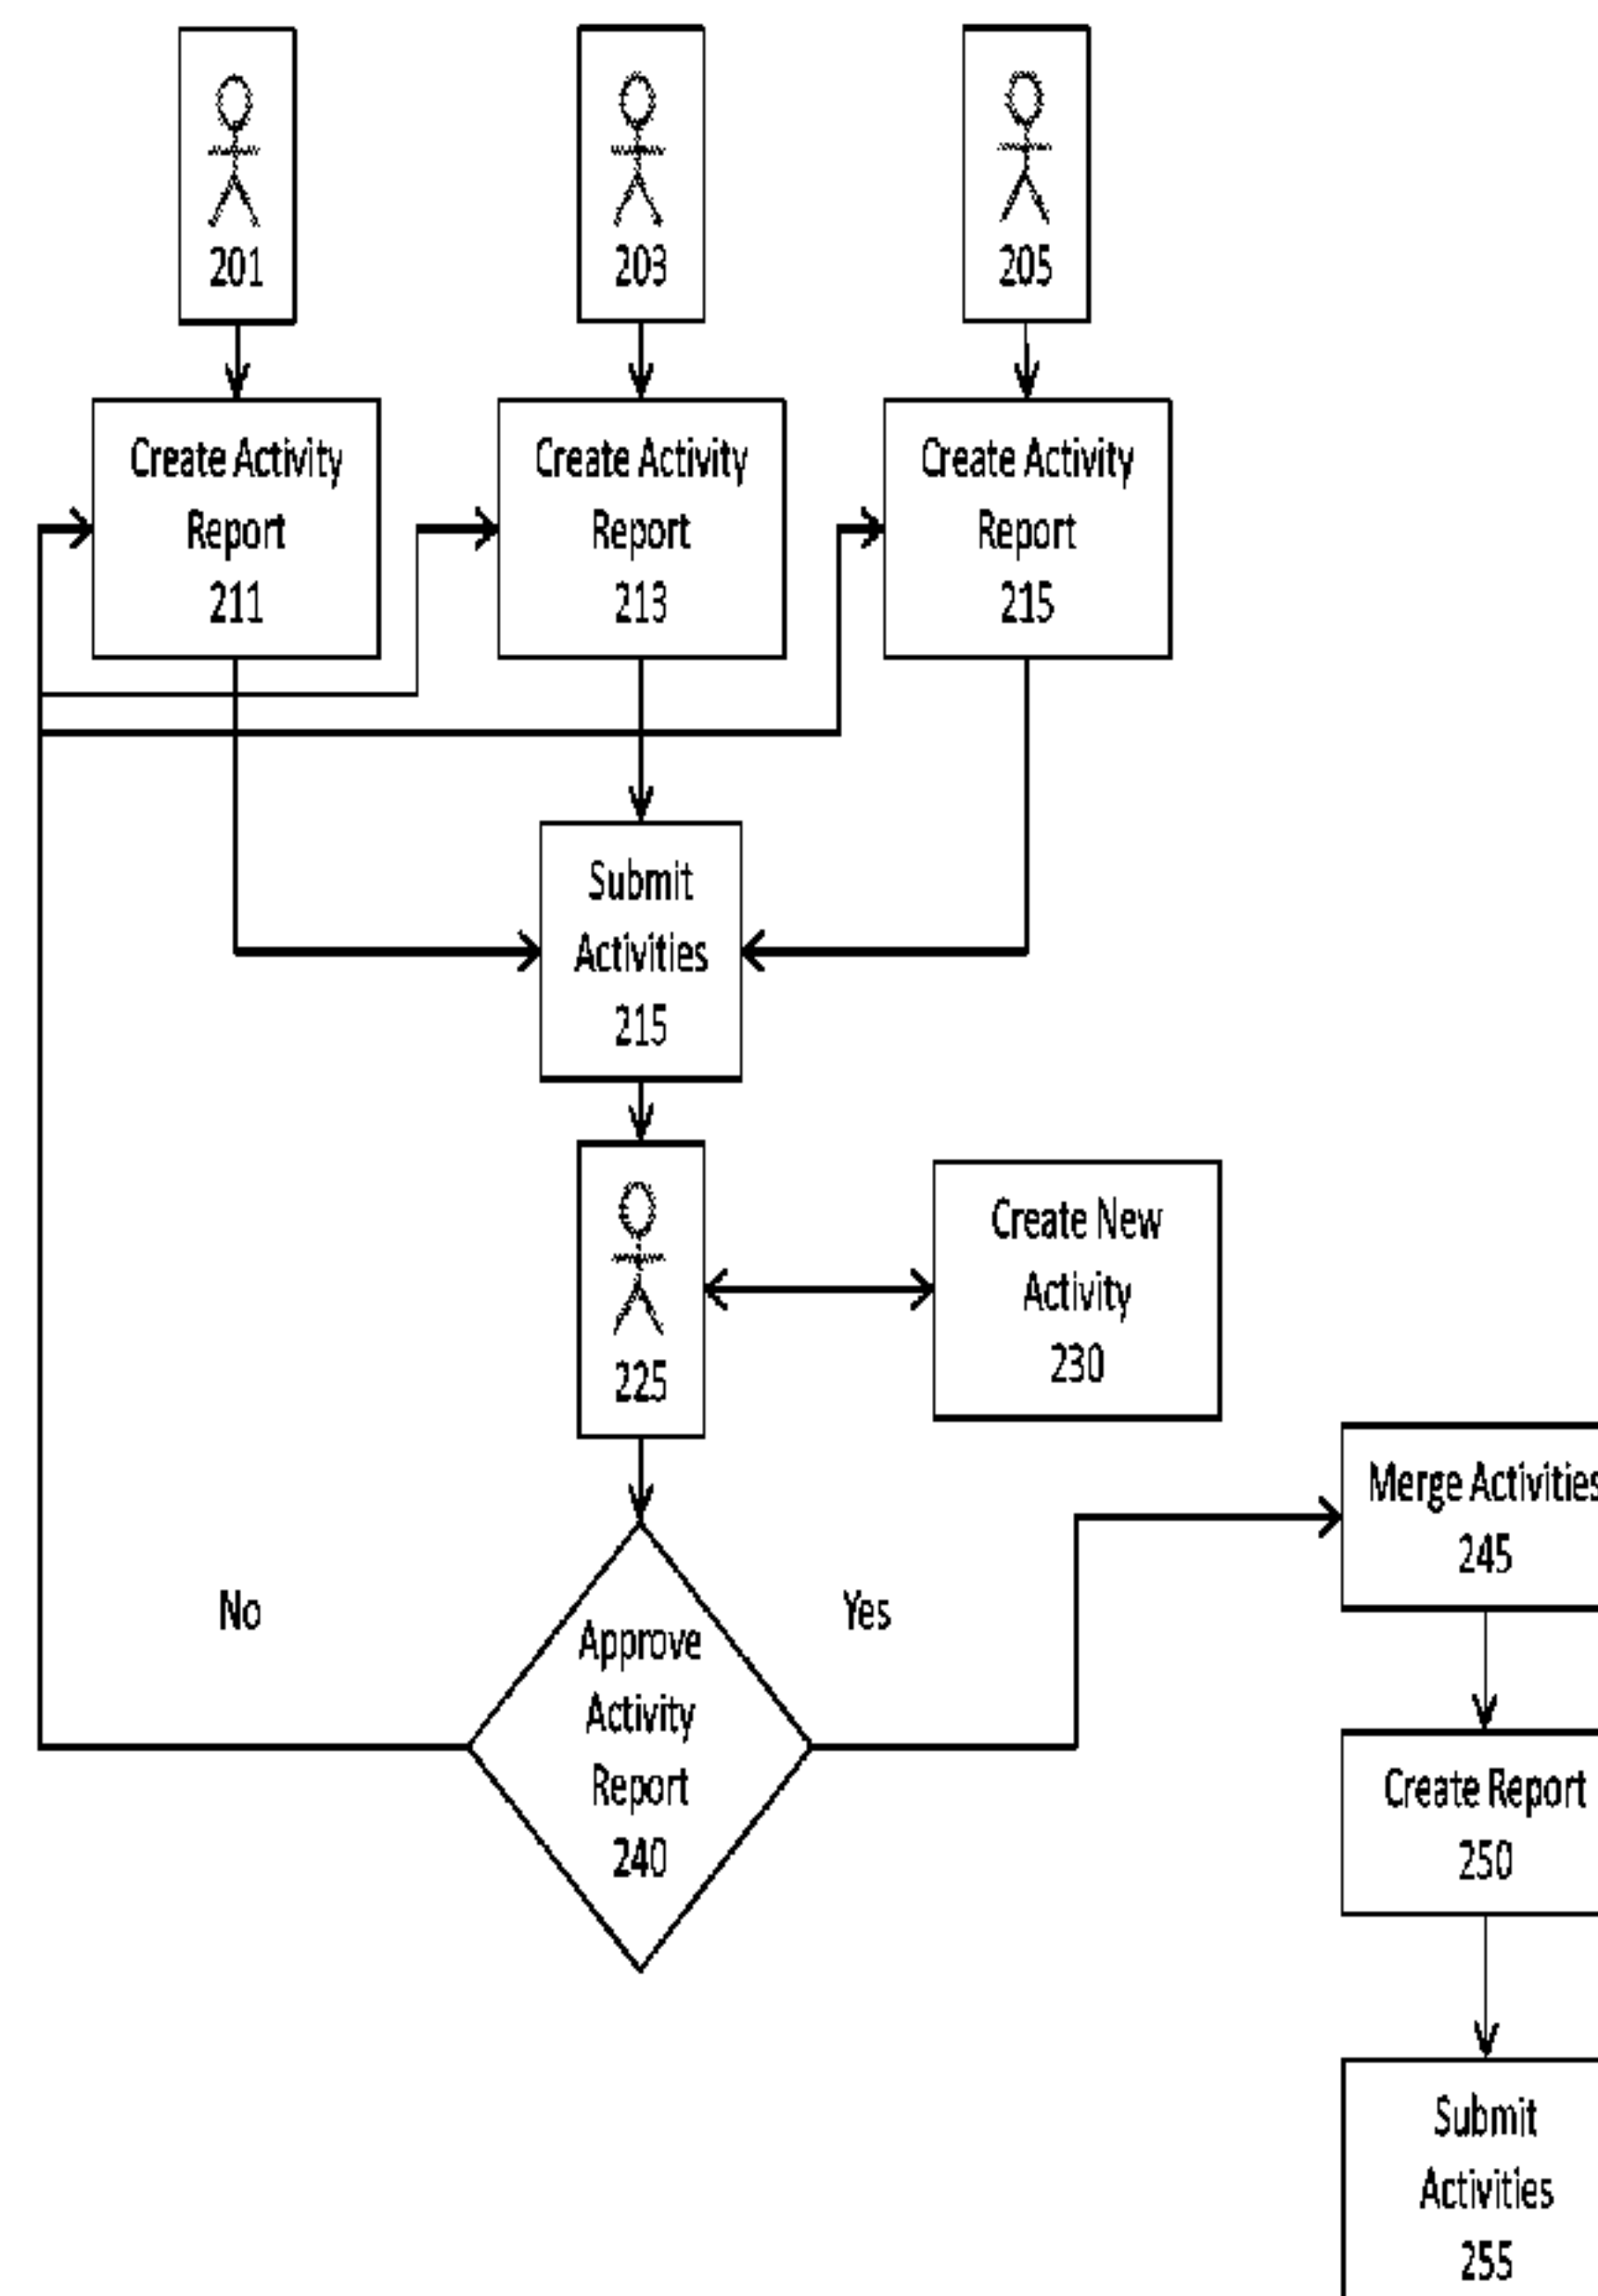 201
203
205
Create Activity
Report
211
Create Activity
Report
213
Create Activity
Report
215
Submit
Activities
215
225
Create New
Activity
230
Merge Activities
245
No
Yes
Approve
Activity
Report
240
Create Report
250
Submit
Activities
255